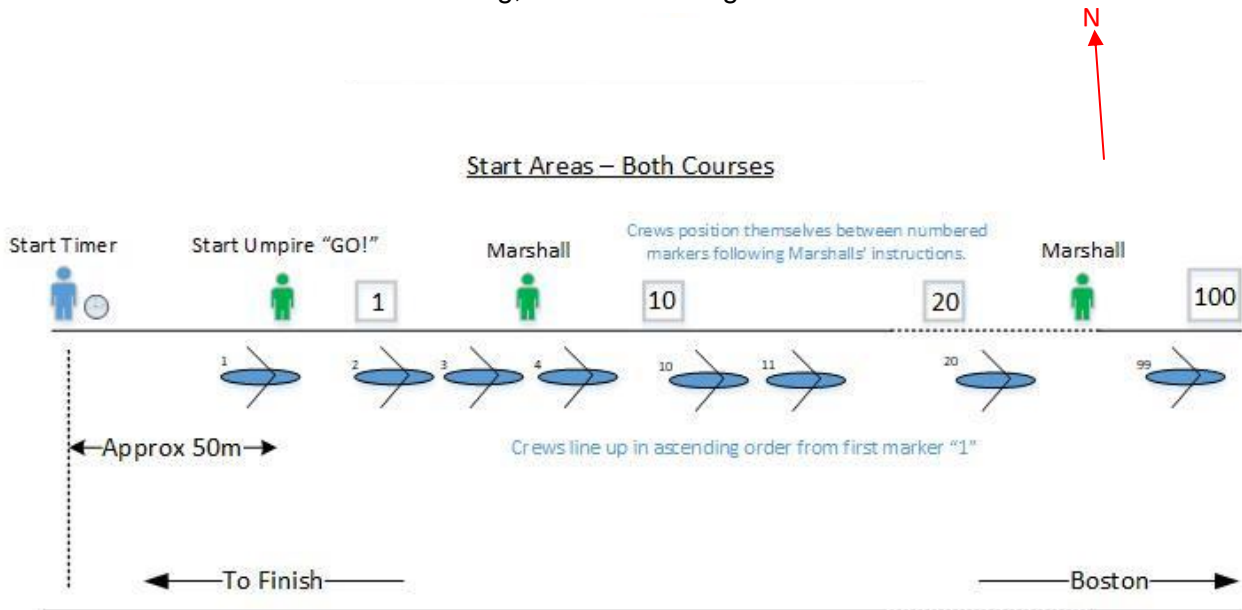 N
Start Areas – Both Courses
Start Timer
Start Umpire “GO!”
Marshall
Crews position themselves between numbered
markers following Marshalls’ instructions.
Marshall
1
10
20
100
1
2
3
4
10
11
20
99
Approx 50m
Crews line up in ascending order from first marker “1”
To Finish
Boston